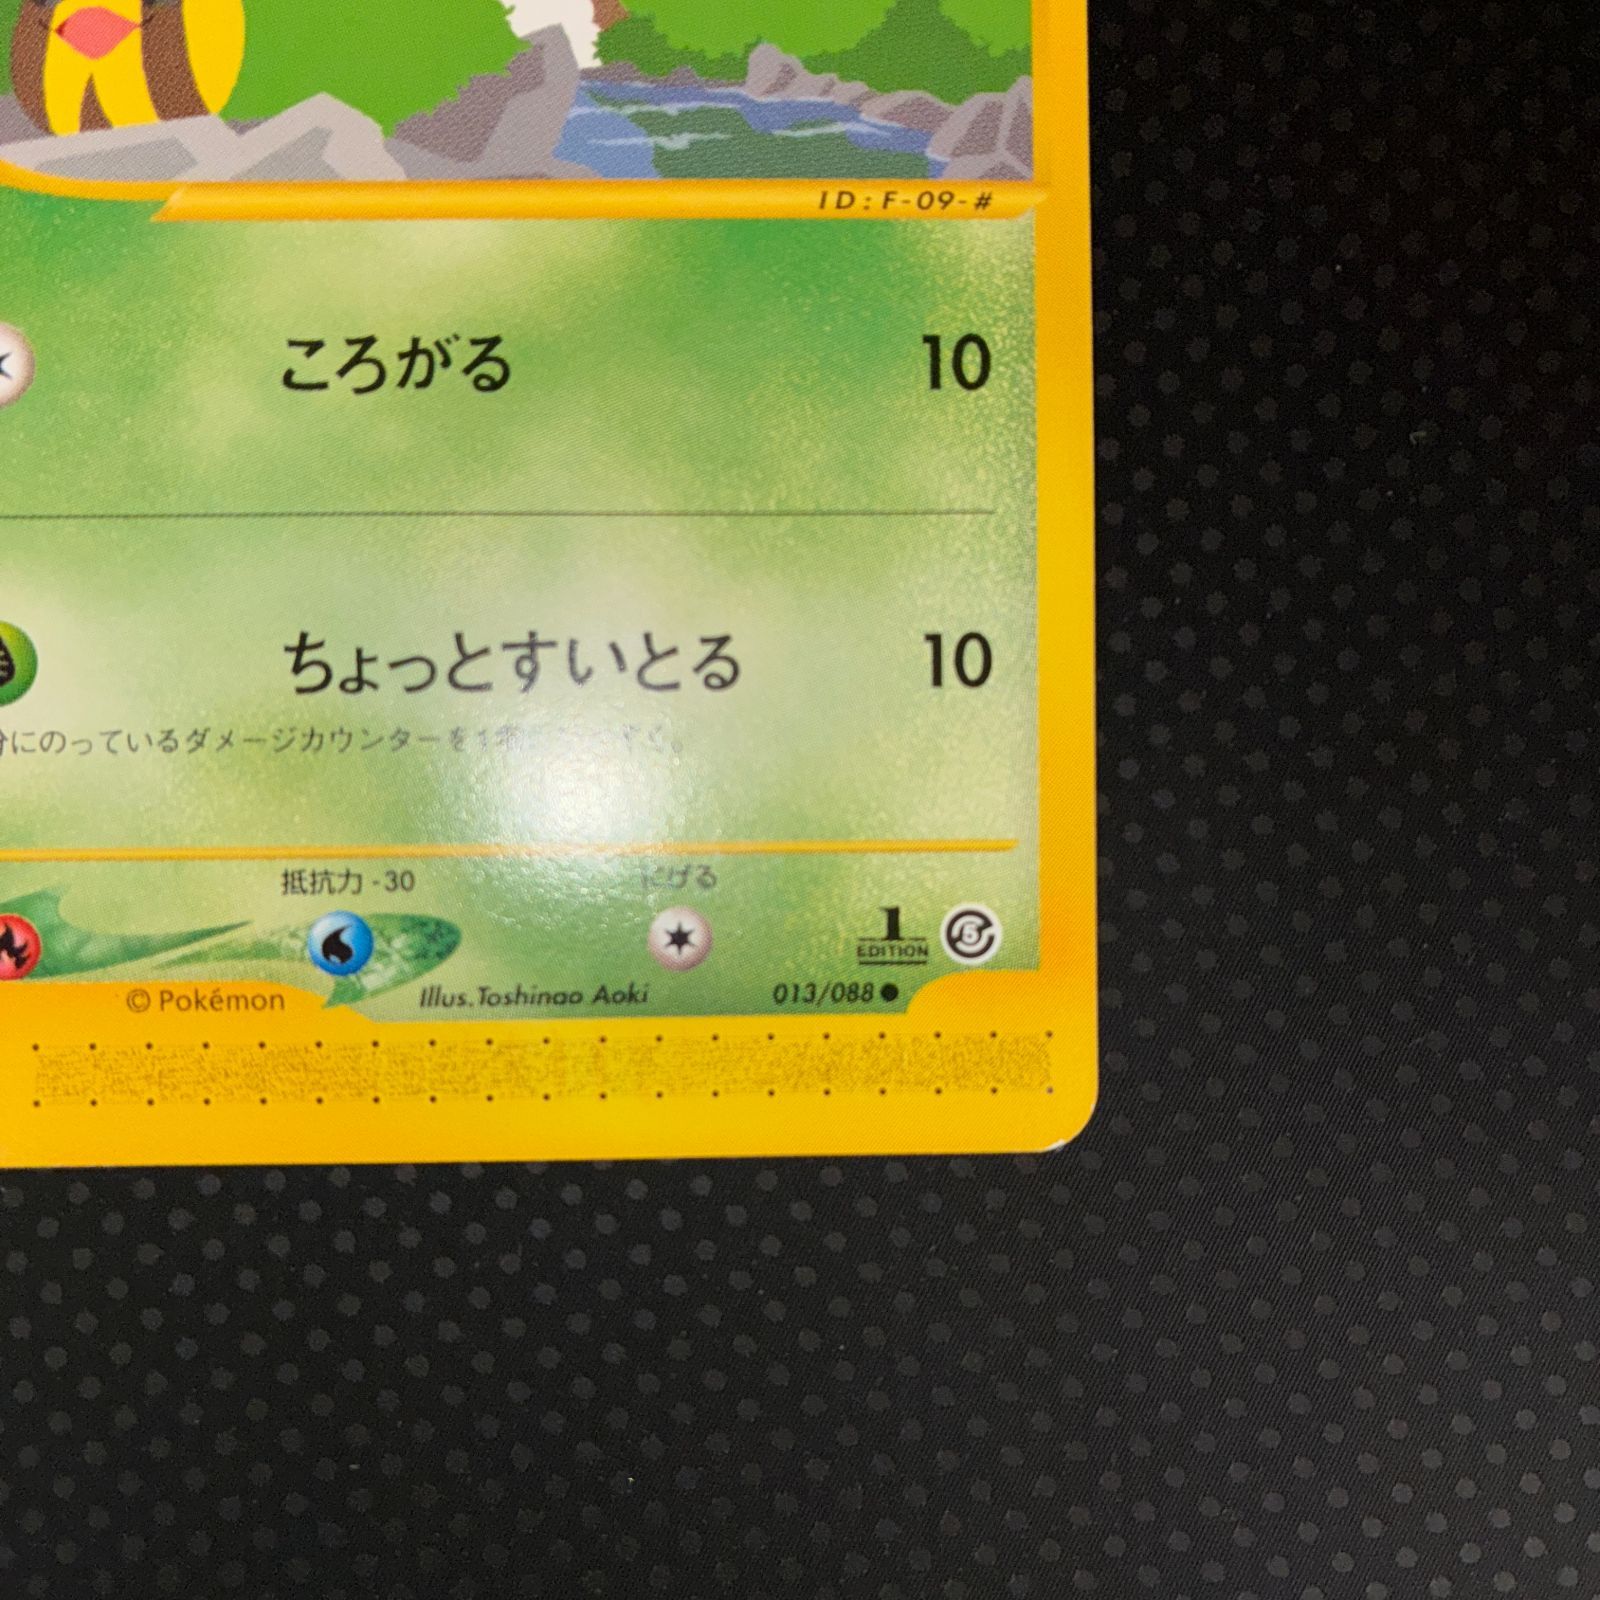 ID:F-09-#
ころがる 10
ちょっとすいとる 10
にのっているダメージカウンターを1
抵抗力 -30 にげる
1 EDITION
5
© Pokémon Illus.Toshinao Aoki 013/088●